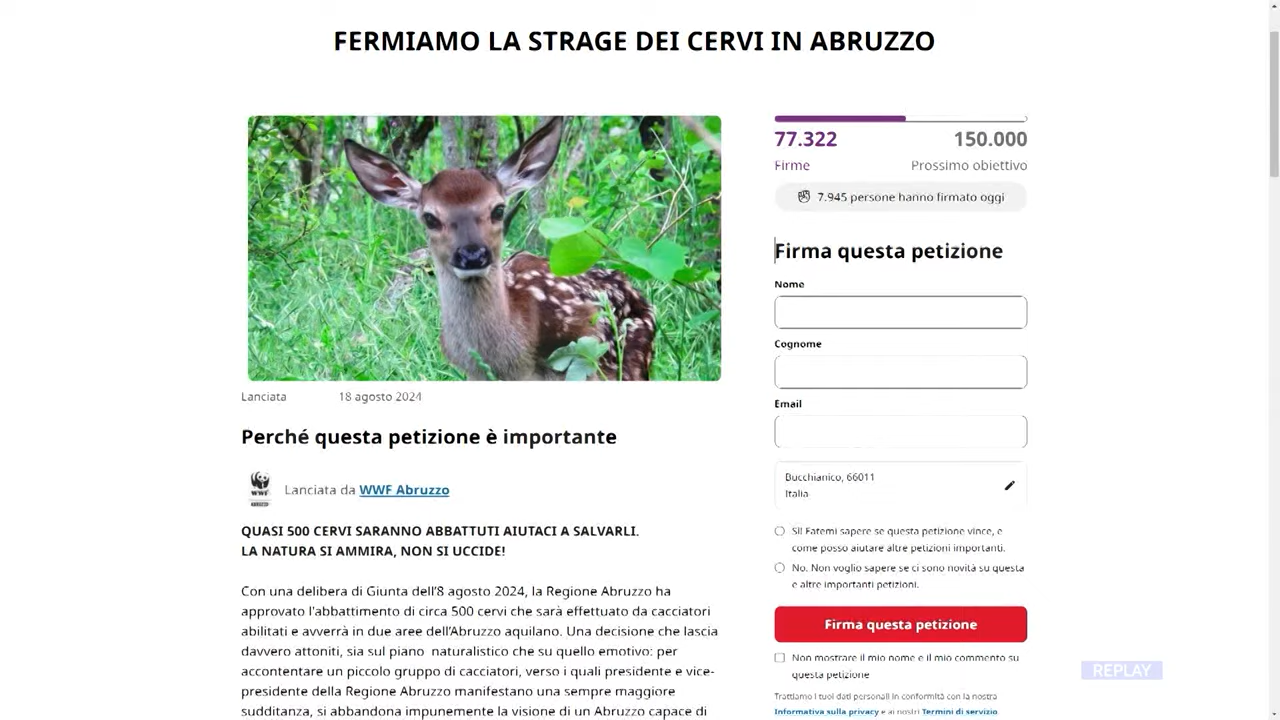 FERMIAMO LA STRAGE DEI CERVI IN ABRUZZO
77.322
150.000
Firme
Prossimo obiettivo
7.945 persone hanno firmato oggi
Firma questa petizione
Nome
Cognome
Email
Bucchianico, 66011
Italia
SI! Fatemi sapere se questa petizione vince, e
come posso aiutare altre petizioni importanti.
No. Non voglio sapere se ci sono novità su questa
e altre importanti petizioni.
Firma questa petizione
Non mostrare il mio nome e il mio commento su
questa petizione
Trattiamo i tuoi dati personali in conformità con la nostra
Informativa sulla privacy e ai nostri Termini di servizio
Lanciata
18 agosto 2024
Perché questa petizione è importante
WWF
ABRUZZO
Lanciata da WWF Abruzzo
QUASI 500 CERVI SARANNO ABBATTUTI AIUTACI A SALVARLI.
LA NATURA SI AMMIRA, NON SI UCCIDE!
Con una delibera di Giunta dell'8 agosto 2024, la Regione Abruzzo ha
approvato l'abbattimento di circa 500 cervi che sarà effettuato da cacciatori
abilitati e avverrà in due aree dell'Abruzzo aquilano. Una decisione che lascia
davvero attoniti, sia sul piano naturalistico che su quello emotivo: per
accontentare un piccolo gruppo di cacciatori, verso i quali presidente e vice-
presidente della Regione Abruzzo manifestano una sempre maggiore
sudditanza, si abbandona impunemente la visione di un Abruzzo capace di
REPLAY